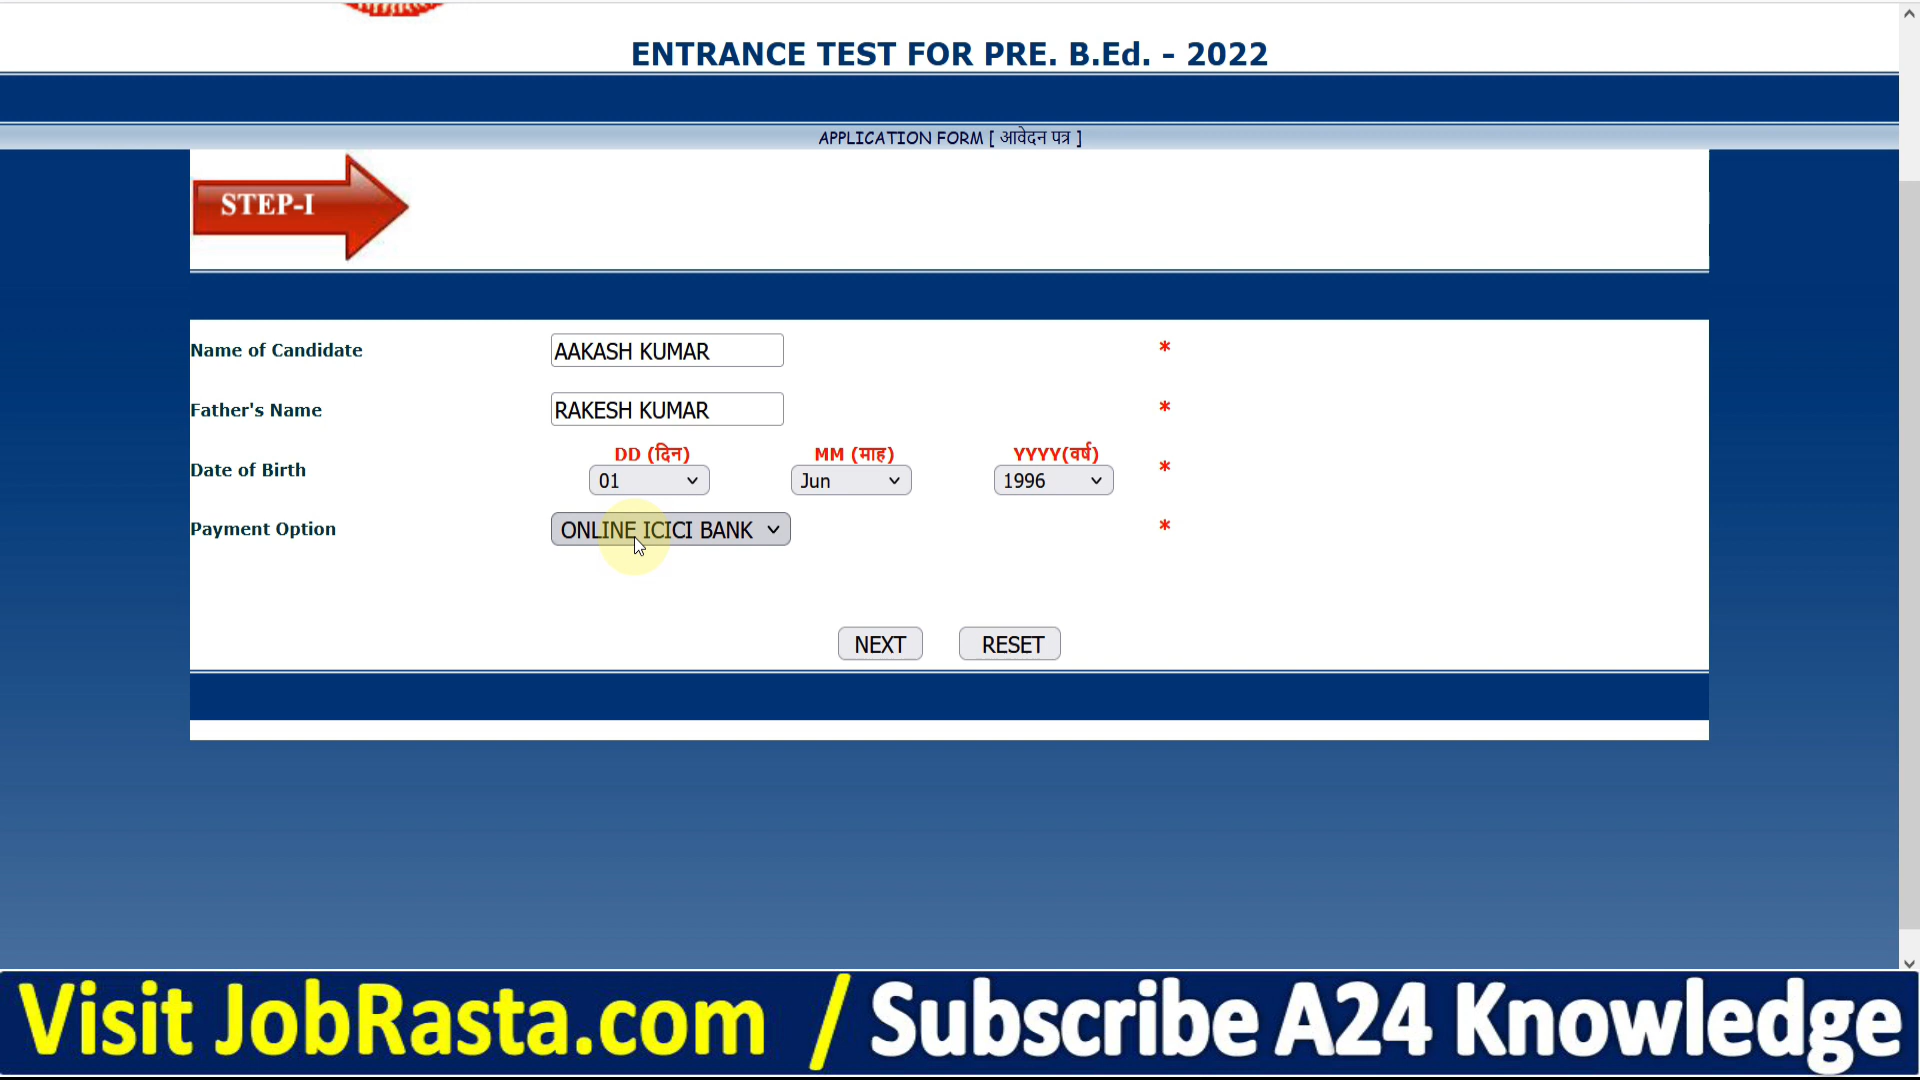 ENTRANCE TEST FOR PRE. B.Ed. - 2022
APPLICATION FORM [ आवेदन पत्र ]
STEP-I
Name of Candidate AAKASH KUMAR *
Father's Name RAKESH KUMAR *
DD (दिन) MM (माह) YYYY(वर्ष)
Date of Birth 01 Jun 1996 *
Payment Option ONLINE ICICI BANK *
NEXT RESET
Visit JobRasta.com / Subscribe A24 Knowledge